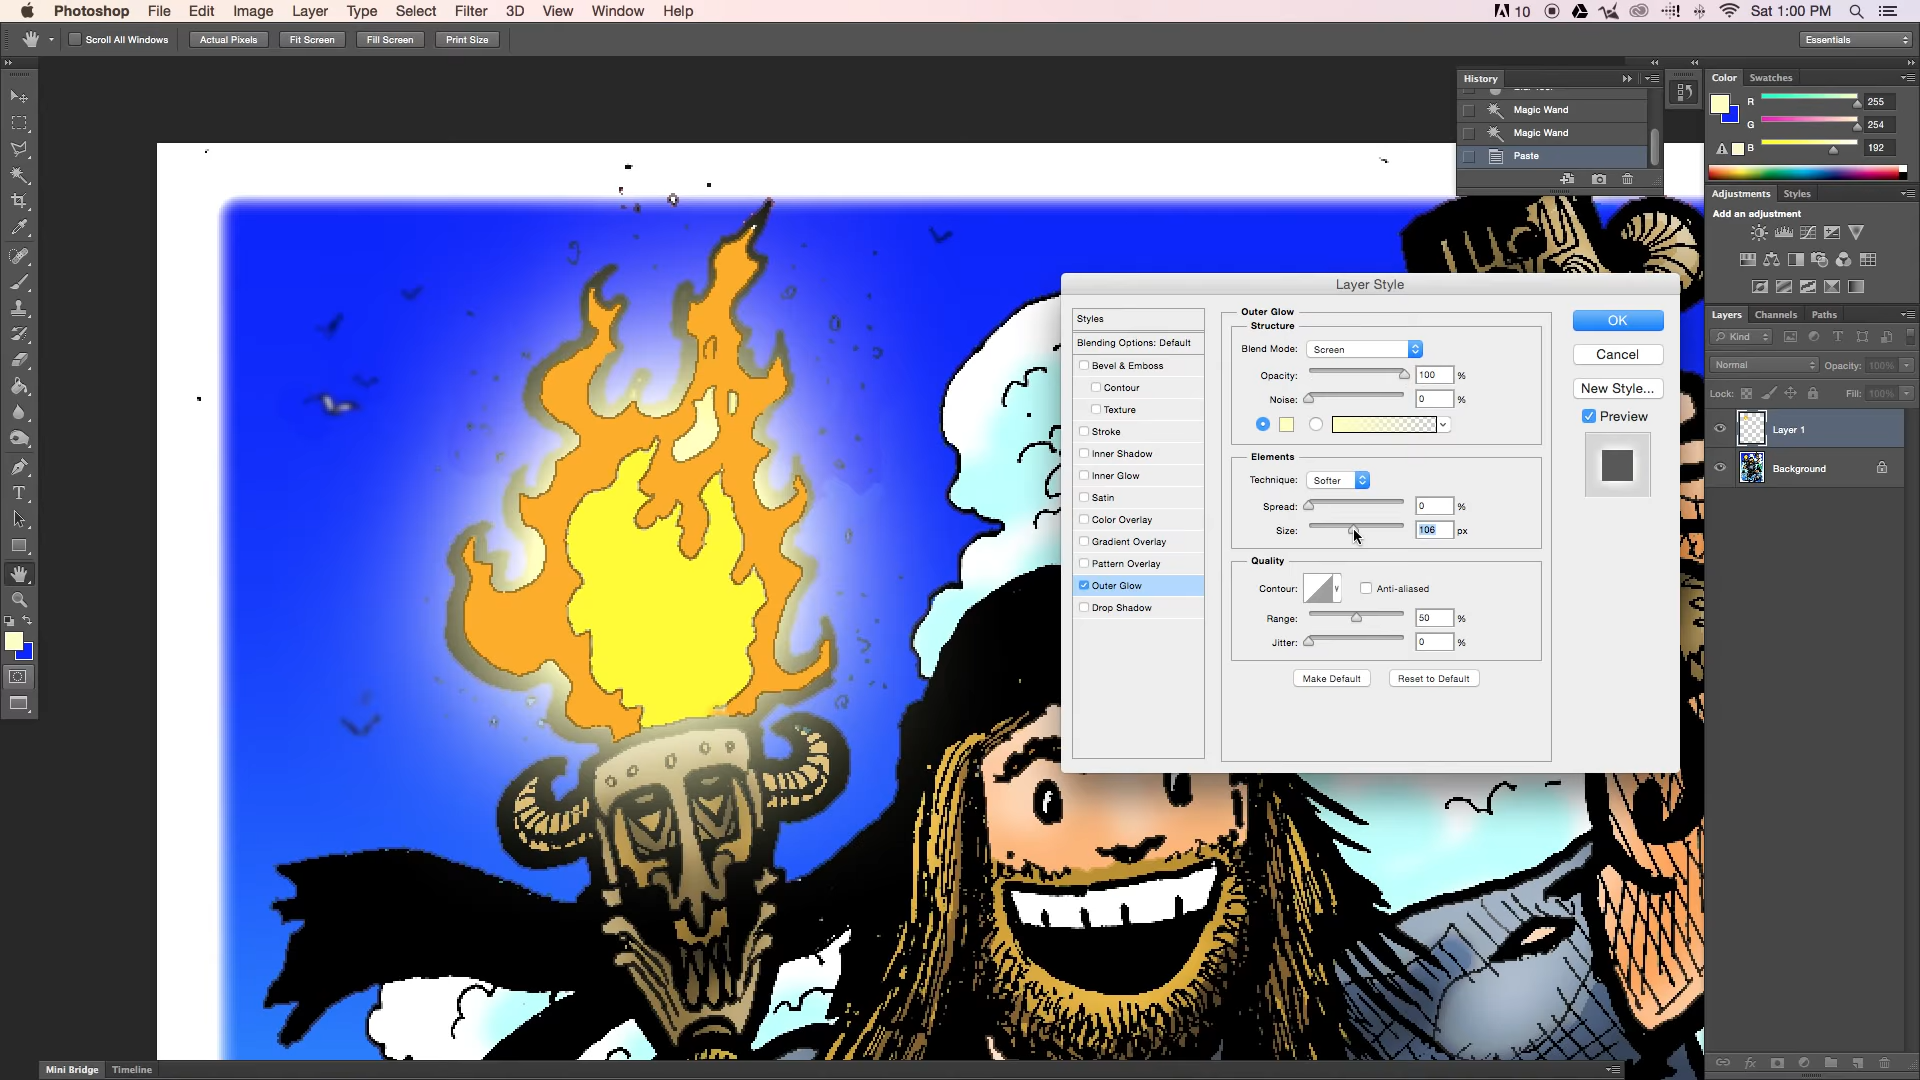 Photoshop File Edit Image Layer Type Select Filter 3D View Window Help
10 Sat 1:00 PM
Scroll All Windows Actual Pixels Fit Screen Fill Screen Print Size
Essentials
History
Magic Wand
Magic Wand
Paste
Color Swatches
R 255
G 254
B 192
Adjustments Styles
Add an adjustment
Layers Channels Paths
Kind
Normal Opacity: 100%
Lock: Fill: 100%
Layer 1
Background
Layer Style
Styles
Blending Options: Default
Bevel & Emboss
Contour
Texture
Stroke
Inner Shadow
Inner Glow
Satin
Color Overlay
Gradient Overlay
Pattern Overlay
Outer Glow
Drop Shadow
Outer Glow
Structure
Blend Mode: Screen
Opacity: 100 %
Noise: 0 %
Elements
Technique: Softer
Spread: 0 %
Size: 106 px
Quality
Contour: Anti-aliased
Range: 50 %
Jitter: 0 %
Make Default Reset to Default
OK
Cancel
New Style...
Preview
Mini Bridge Timeline